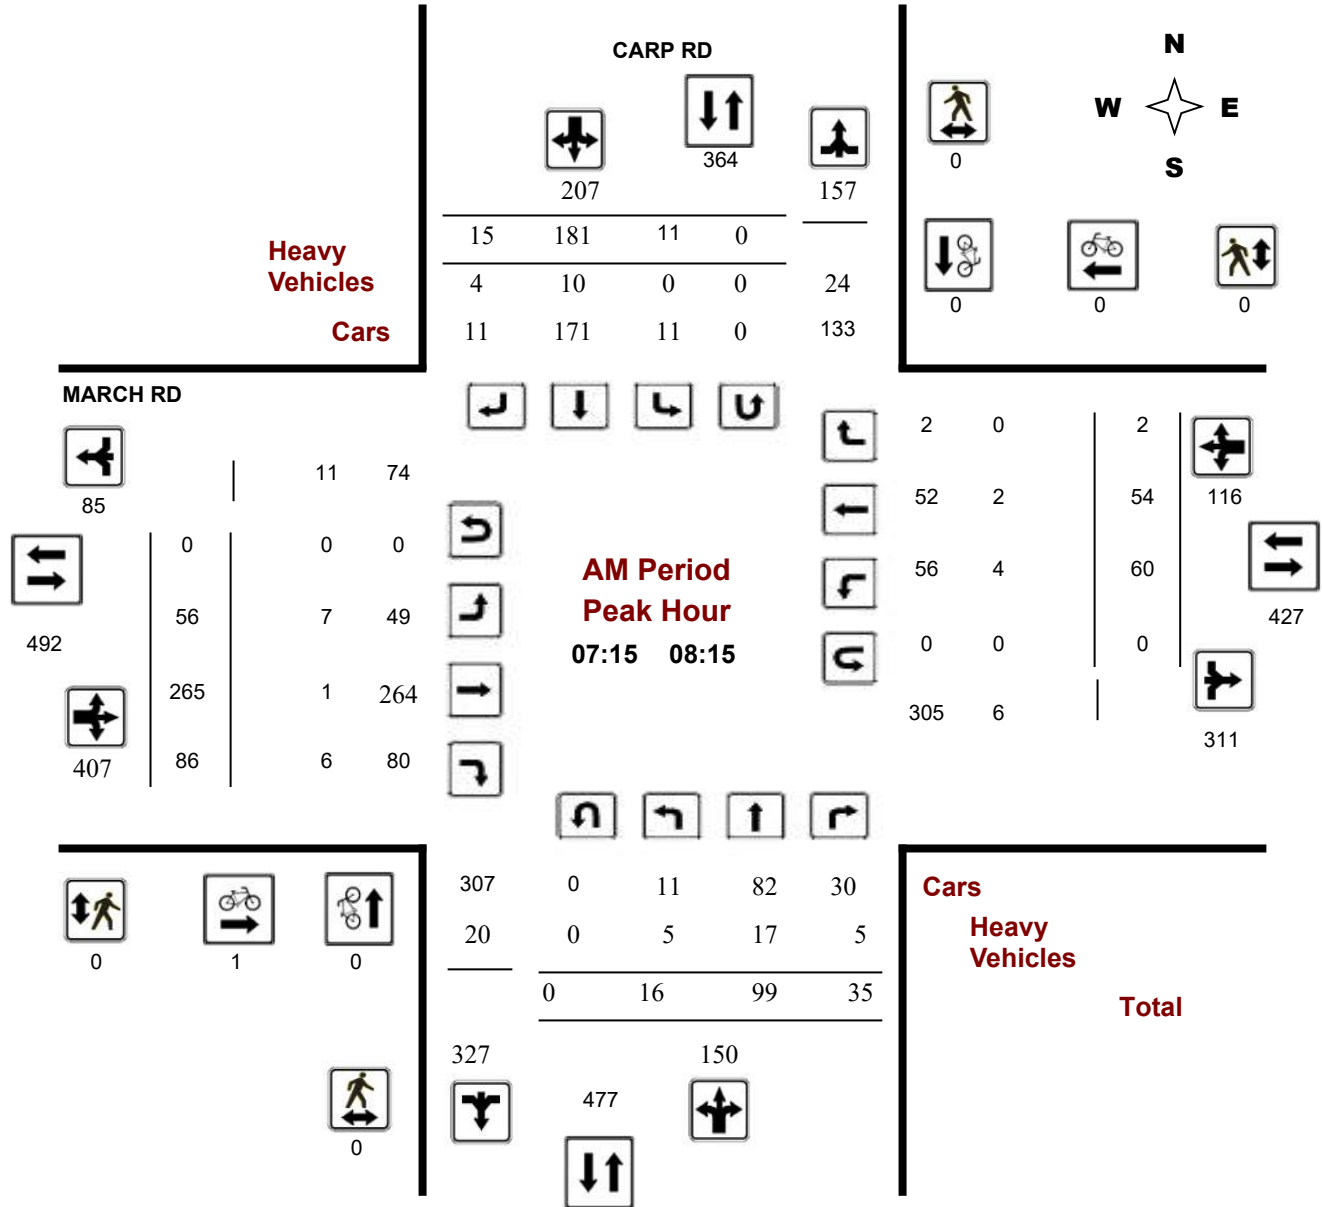 CARP RD
N
W E
S
364
0
207
157
15 181 11 0
Heavy
Vehicles
4 10 0 0 24
0 0 0
Cars
11 171 11 0 133
MARCH RD
2 0 2
11 74
85
52 2 54 116
0 0 0
AM Period
Peak Hour
07:15 08:15
56 4 60
427
56 7 49
492
0 0 0
265 1 264
305 6
311
86 6 80
407
307 0 11 82 30
Cars
20 0 5 17 5
Heavy
Vehicles
0 1 0
0 16 99 35
Total
327 150
477
0